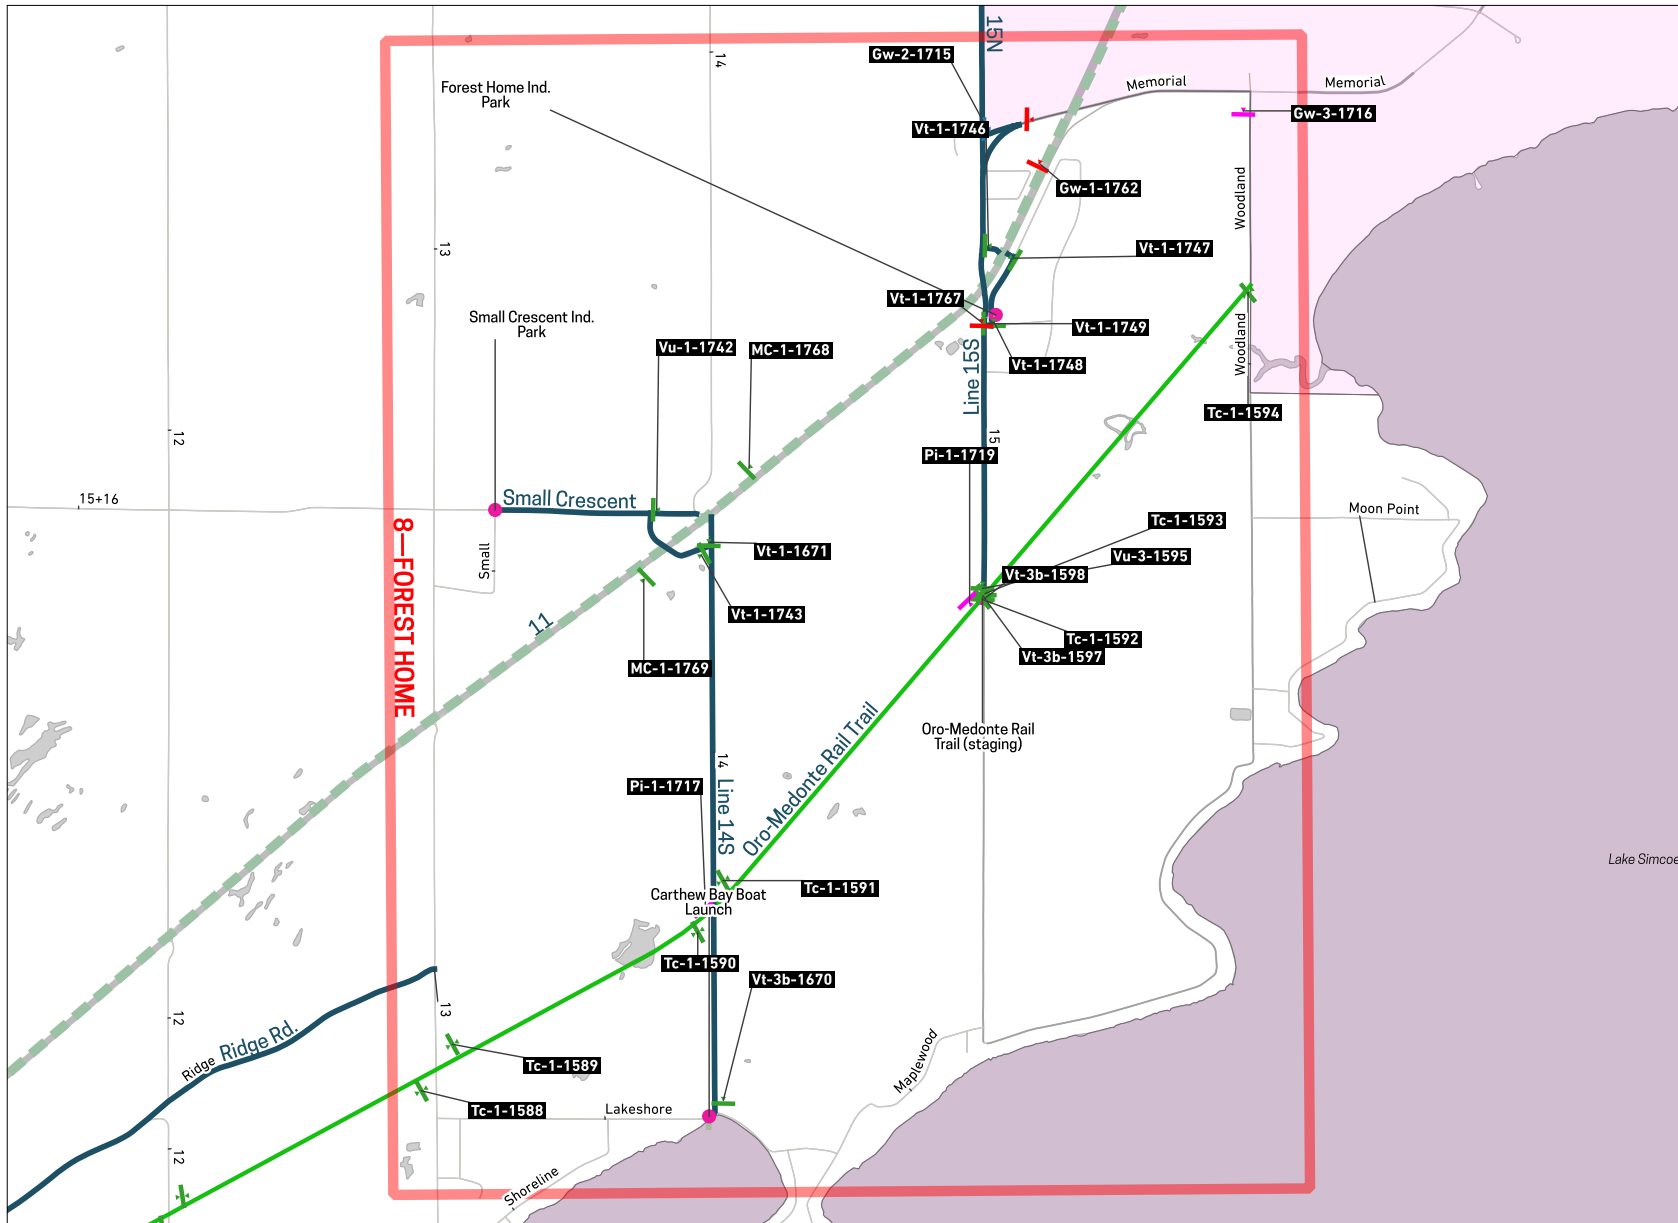 15N
Gw-2-1715
14
Memorial
Memorial
Forest Home Ind.
Park
Gw-3-1716
Vt-1-1746
Gw-1-1762
Woodland
13
Vt-1-1747
Vt-1-1767
Small Crescent Ind.
Park
Vt-1-1749
Vu-1-1742
MC-1-1768
Woodland
Vt-1-1748
Line 15S
Tc-1-1594
12
15
Pi-1-1719
15+16
Small Crescent
Moon Point
Tc-1-1593
8—FOREST HOME
Small
Vt-1-1671
Vu-3-1595
Vt-3b-1598
Vt-1-1743
11
Tc-1-1592
Vt-3b-1597
MC-1-1769
Oro-Medonte Rail
Trail (staging)
Oro-Medonte Rail Trail
14
Pi-1-1717
Line 14S
Lake Simcoe
Tc-1-1591
Carthew Bay Boat
Launch
Tc-1-1590
Vt-3b-1670
13
12
Ridge Rd.
Ridge
Tc-1-1589
Maplewood
Tc-1-1588
Lakeshore
12
Shoreline